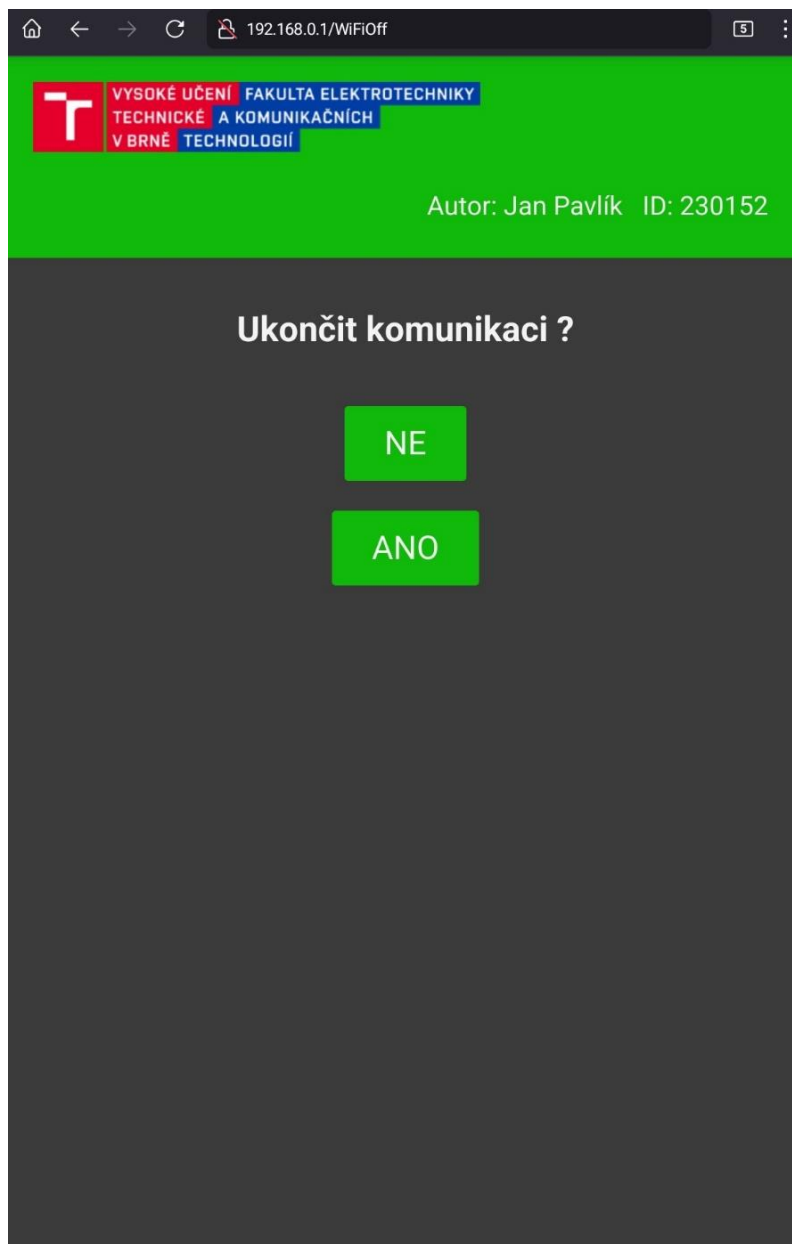 192.168.0.1/WiFiOff
5
VYSOKÉ UČENÍ FAKULTA ELEKTROTECHNIKY
TECHNICKÉ A KOMUNIKAČNÍCH
V BRNĚ TECHNOLOGIÍ
Autor: Jan Pavlík ID: 230152
Ukončit komunikaci ?
NE
ANO